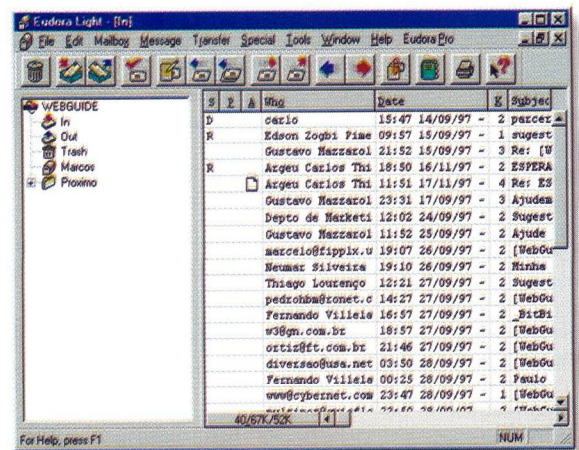 Eudora Light - [In]
File Edit Mailbox Message Transfer Special Tools Window Help Eudora Pro
WEBGUIDE
In
Out
Trash
Marcos
Proximo
S P A Who Date K Subjec
D carlo 15:47 14/09/97 - 2 parcer
R Edson Zogbi Pime 09:57 15/09/97 - 1 sugest
Gustavo Mazzarol 21:52 15/09/97 - 3 Re: [W
R Argeu Carlos Thi 18:50 16/11/97 - 2 ESPERA
Argeu Carlos Thi 11:51 17/11/97 - 4 Re: ES
Gustavo Mazzarol 23:31 17/09/97 - 3 Ajudem
Depto de Marketi 12:02 24/09/97 - 2 Sugest
Gustavo Mazzarol 11:52 25/09/97 - 2 Ajude
marcelo@fipplx.u 19:07 26/09/97 - 2 [WebGu
Neumar Silveira 19:10 26/09/97 - 2 Minha
Thiago Lourenço 12:21 27/09/97 - 2 Sugest
pedrohbm@zonet.c 14:27 27/09/97 - 2 [WebGu
Fernando Villela 16:57 27/09/97 - 2 _BitBi
w3@gn.com.br 18:57 27/09/97 - 2 [WebGu
ortiz@ft.com.br 21:46 27/09/97 - 2 [WebGu
diversao@usa.net 03:50 28/09/97 - 2 [WebGu
Fernando Villela 00:25 28/09/97 - 2 Paulo
www@cybernet.com 23:47 28/09/97 - 1 [WebGu
40/67K/52K
For Help, press F1
NUM